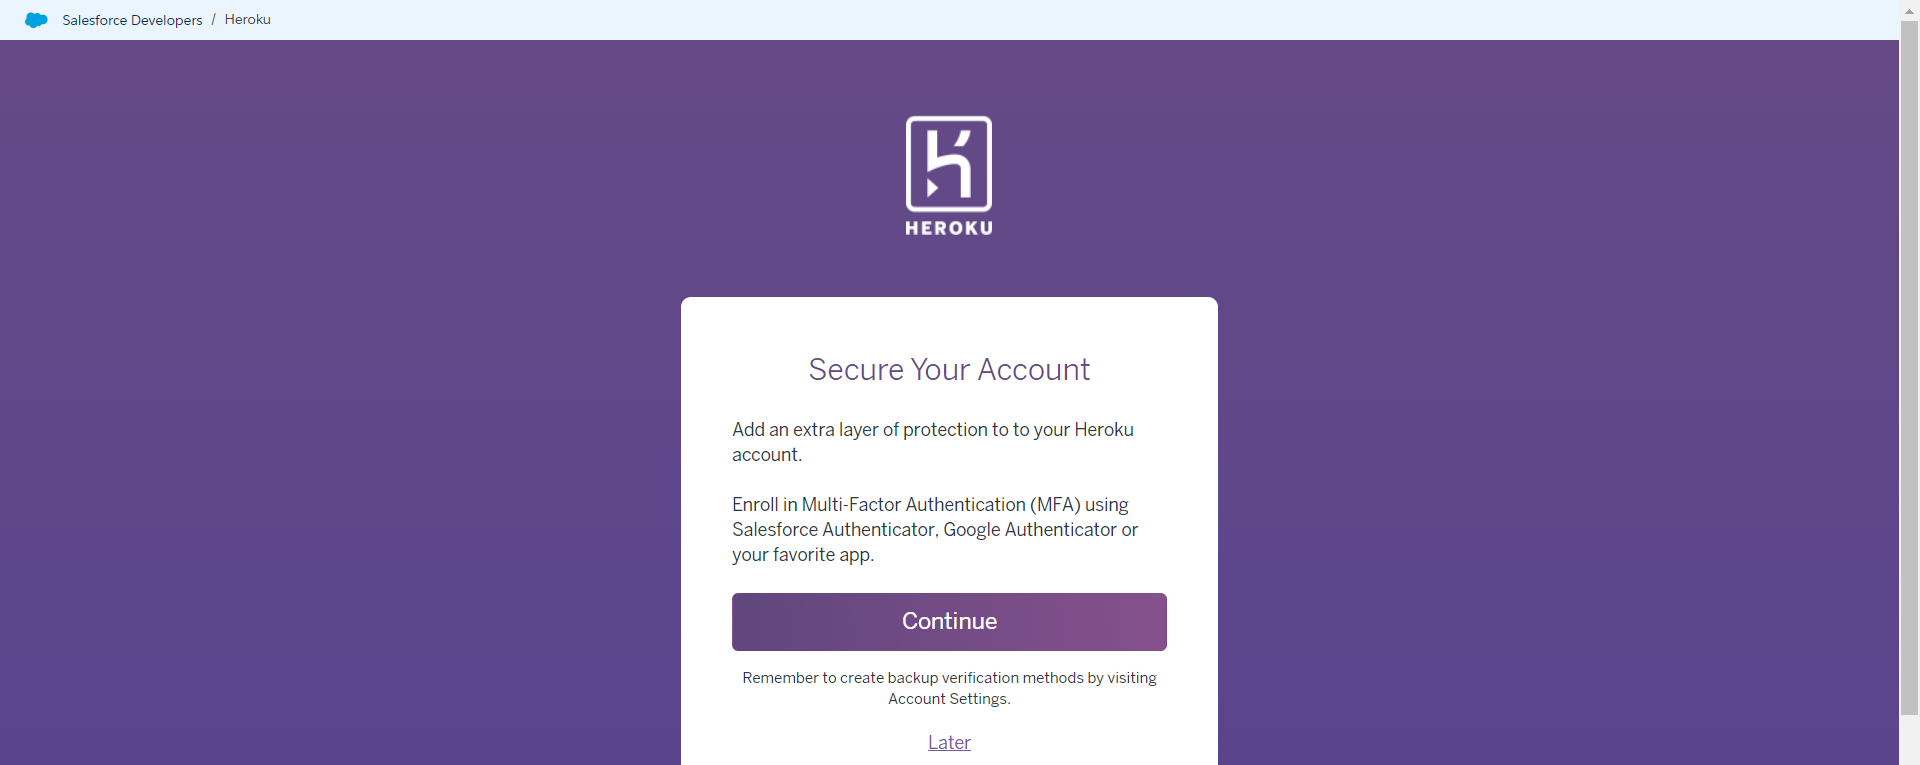 Salesforce Developers / Heroku
HEROKU
Secure Your Account
Add an extra layer of protection to to your Heroku
account.
Enroll in Multi-Factor Authentication (MFA) using
Salesforce Authenticator, Google Authenticator or
your favorite app.
Continue
Remember to create backup verification methods by visiting
Account Settings.
Later